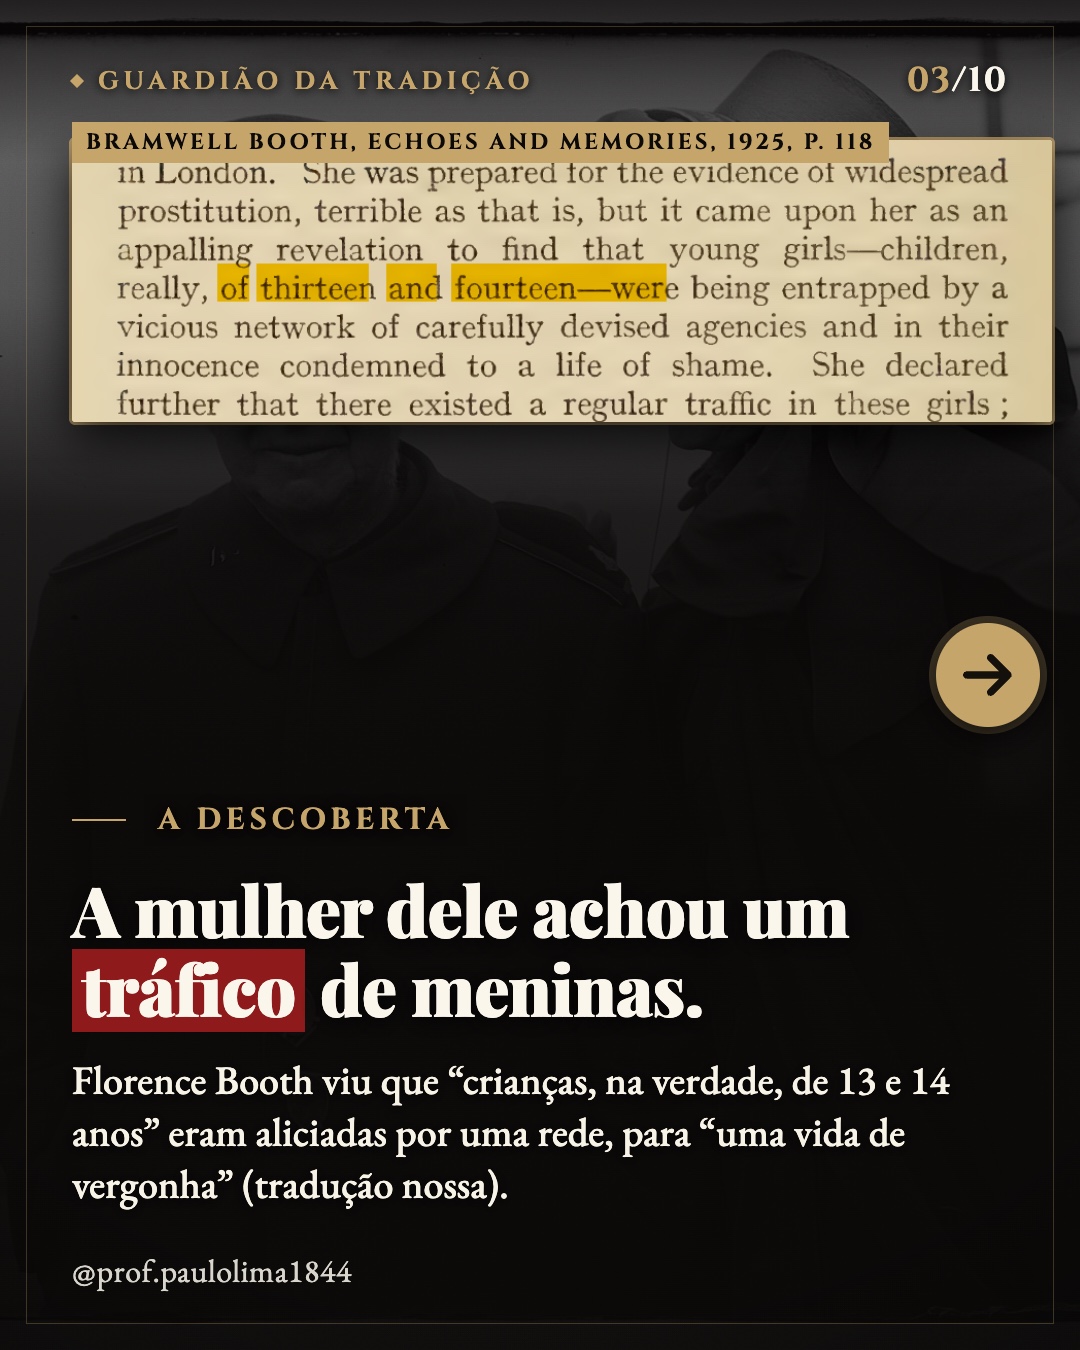 GUARDIÃO DA TRADIÇÃO
03/10
BRAMWELL BOOTH, ECHOES AND MEMORIES, 1925, P. 118
in London. She was prepared for the evidence of widespread
prostitution, terrible as that is, but it came upon her as an
appalling revelation to find that young girls—children,
really, of thirteen and fourteen—were being entrapped by a
vicious network of carefully devised agencies and in their
innocence condemned to a life of shame. She declared
further that there existed a regular traffic in these girls ;
A DESCOBERTA
A mulher dele achou um
tráfico de meninas.
Florence Booth viu que “crianças, na verdade, de 13 e 14
anos” eram aliciadas por uma rede, para “uma vida de
vergonha” (tradução nossa).
@prof.paulolima1844